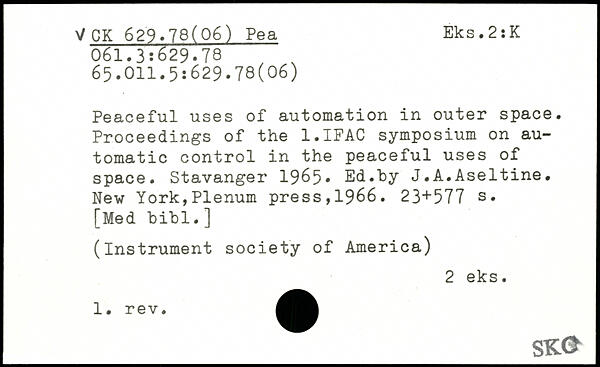 √ CK 629.78(06) Pea Eks.2:K
061.3:629.78
65.011.5:629.78(06)
Peaceful uses of automation in outer space.
Proceedings of the 1.IFAC symposium on au-
tomatic control in the peaceful uses of
space. Stavanger 1965. Ed.by J.A.Aseltine.
New York,Plenum press,1966. 23+577 s.
[Med bibl.]
(Instrument society of America)
2 eks.
1. rev.
SKC